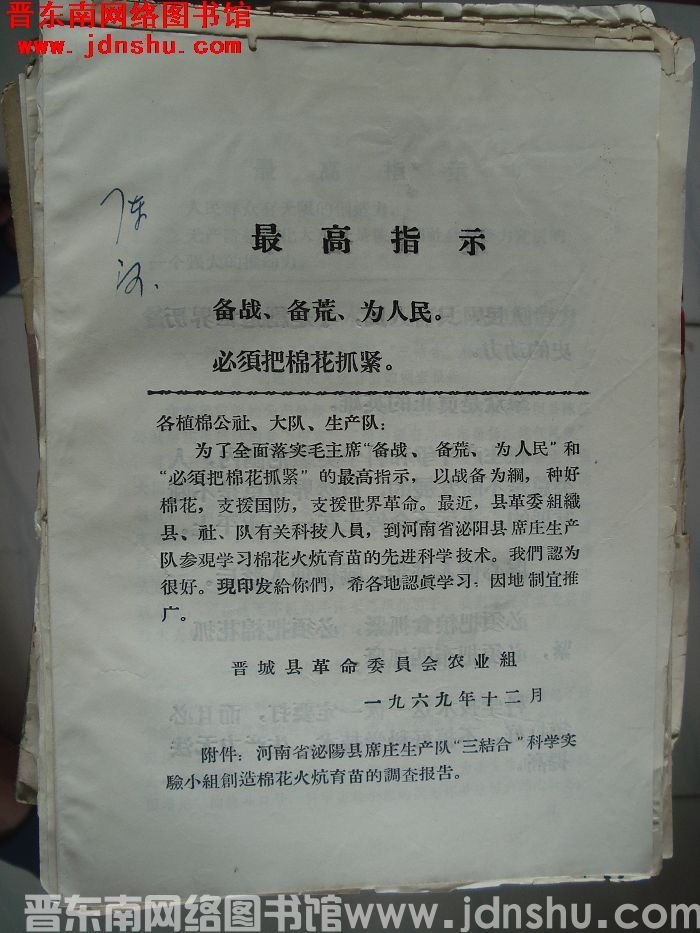 晋东南网络图书馆
www.jdnshu.com
最高指示
备战、备荒、为人民。
必須把棉花抓紧。
各植棉公社、大队、生产队：
为了全面落实毛主席“备战、备荒、为人民”和
“必須把棉花抓紧”的最高指示，以战备为綱，种好
棉花，支援国防，支援世界革命。最近，县革委組織
县、社、队有关科技人員，到河南省泌阳县席庄生产
队参观学习棉花火炕育苗的先进科学技术。我們認为
很好。現印发給你們，希各地認眞学习，因地制宜推
广。
晋城县革命委員会农业組
一九六九年十二月
附件：河南省泌陽县席庄生产队“三結合”科学实
驗小組創造棉花火炕育苗的調查报告。
晋东南网络图书馆www.jdnshu.com